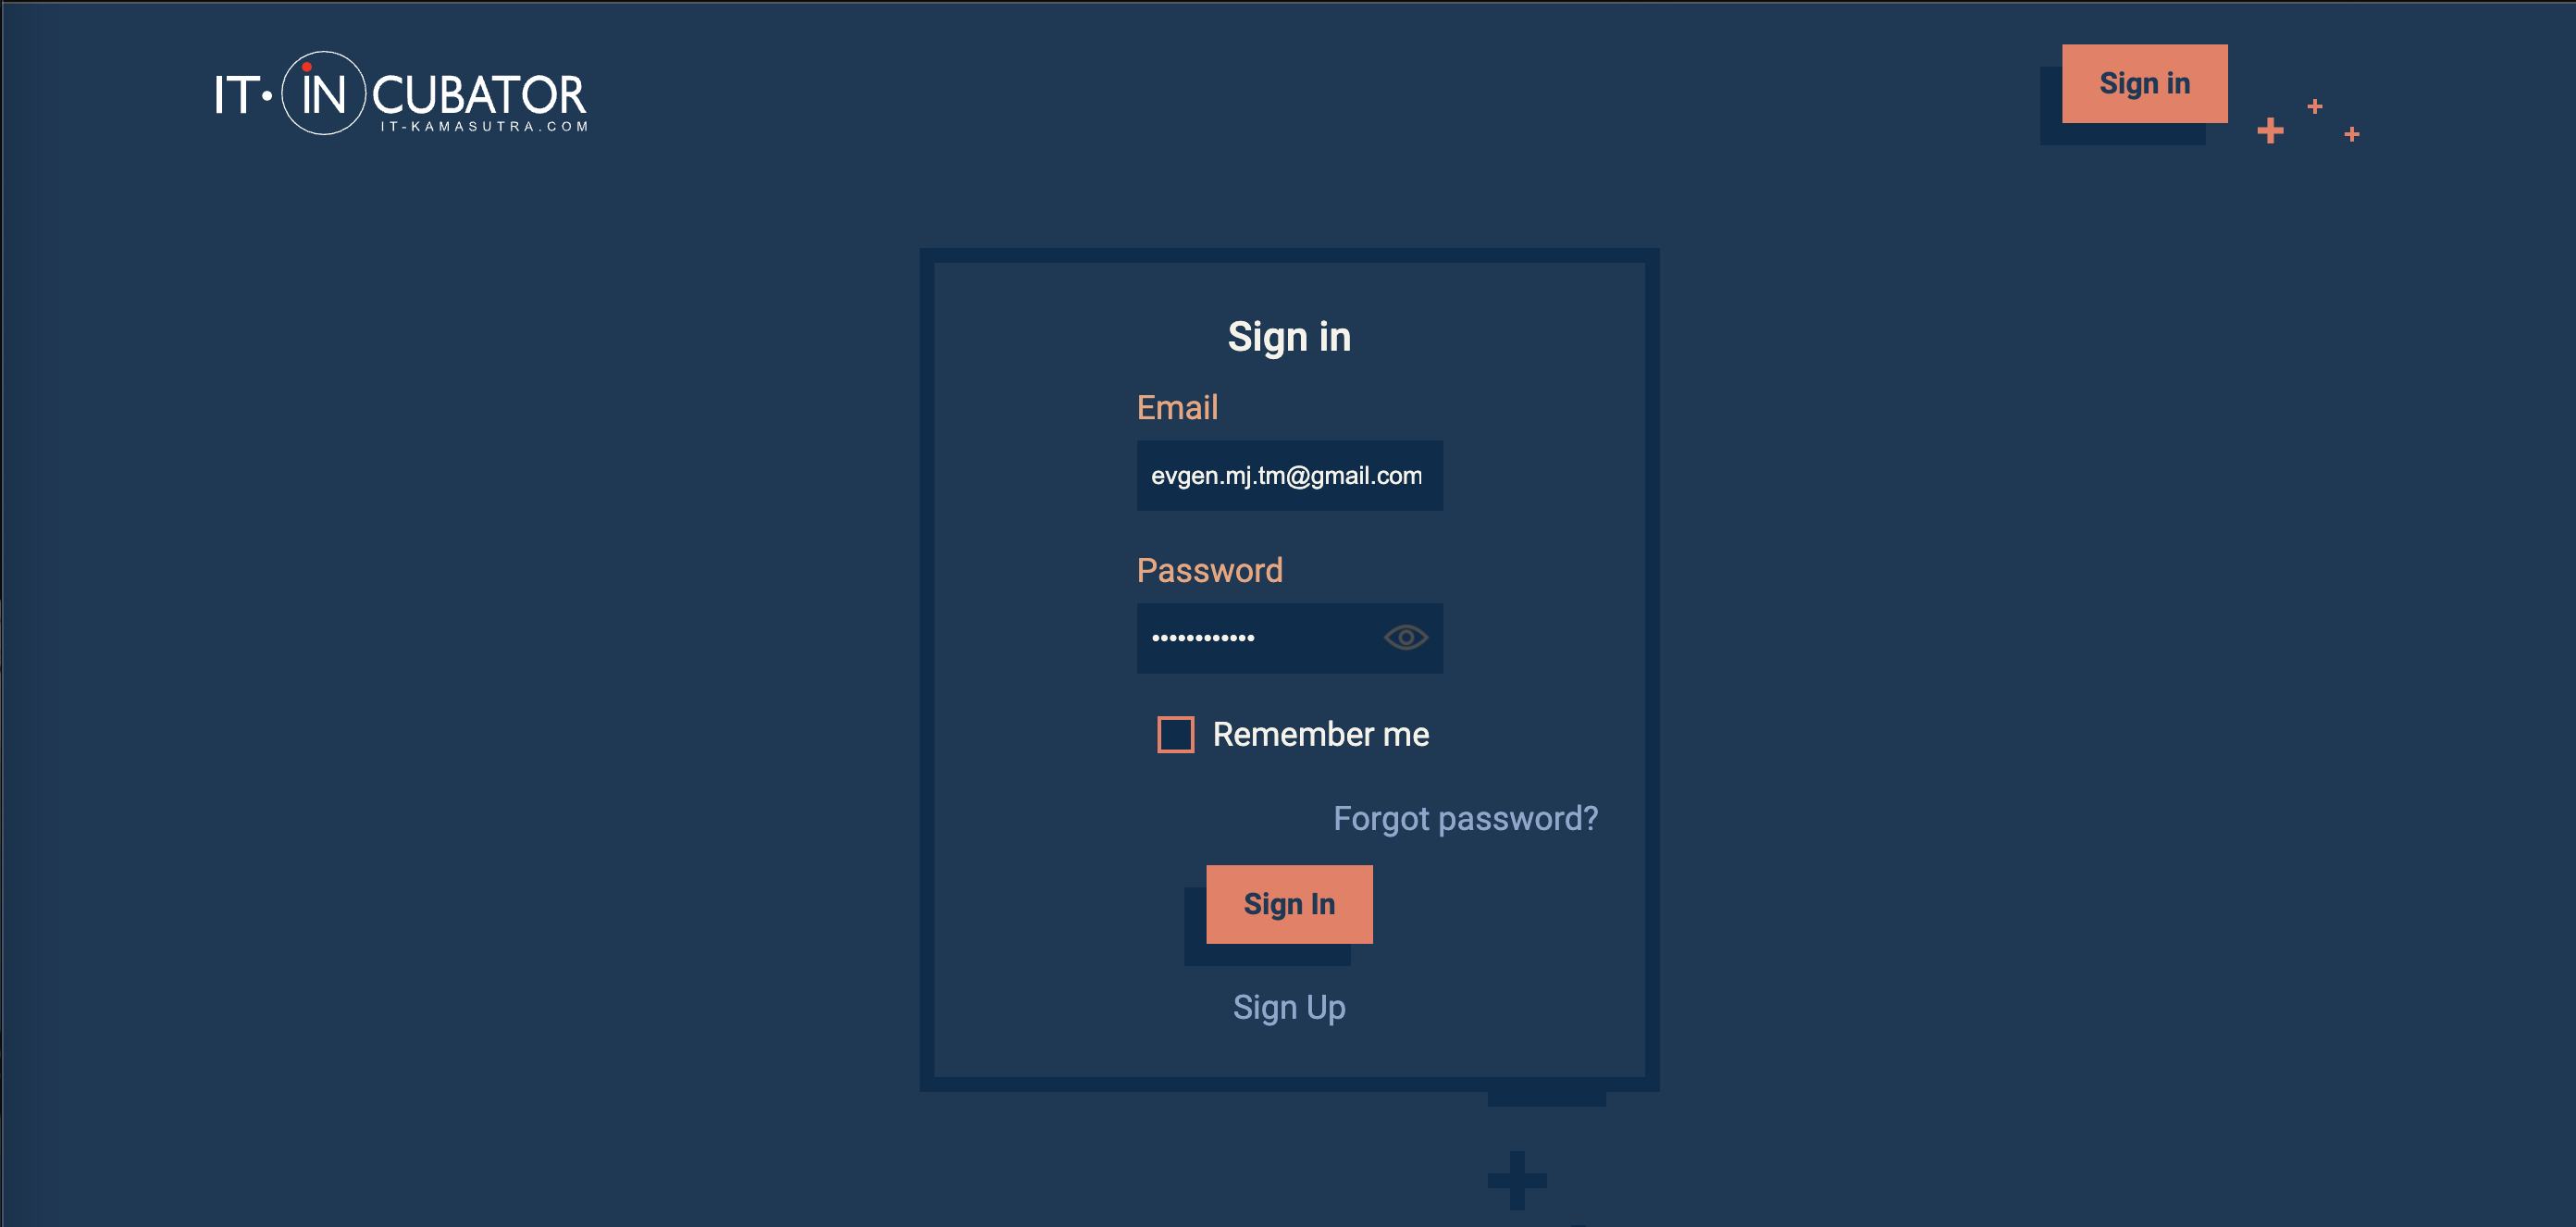 IT·INCUBATOR
IT-KAMASUTRA.COM
Sign in
Sign in
Email
evgen.mj.tm@gmail.com
Password
••••••••••••
Remember me
Forgot password?
Sign In
Sign Up